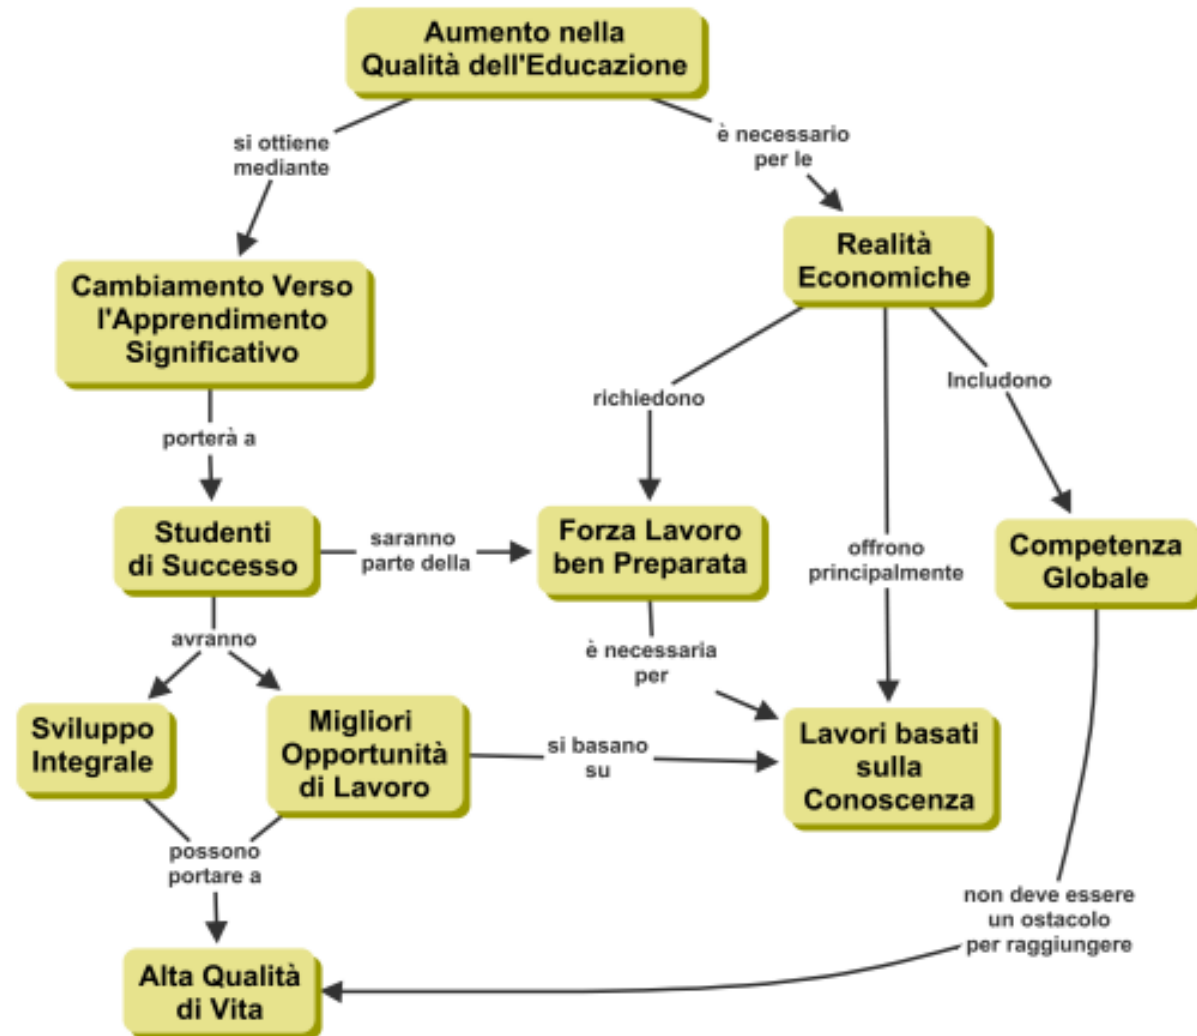 Aumento nella
Qualità dell'Educazione
si ottiene
mediante
è necessario
per le
Realità
Economiche
Cambiamento Verso
l'Apprendimento
Significativo
richiedono
Includono
porterà a
Studenti
di Successo
saranno
parte della
Forza Lavoro
ben Preparata
offrono
principalmente
Competenza
Globale
avranno
è necessaria
per
Sviluppo
Integrale
Migliori
Opportunità
di Lavoro
si basano
su
Lavori basati
sulla
Conoscenza
possono
portare a
non deve essere
un ostacolo
per raggiungere
Alta Qualità
di Vita